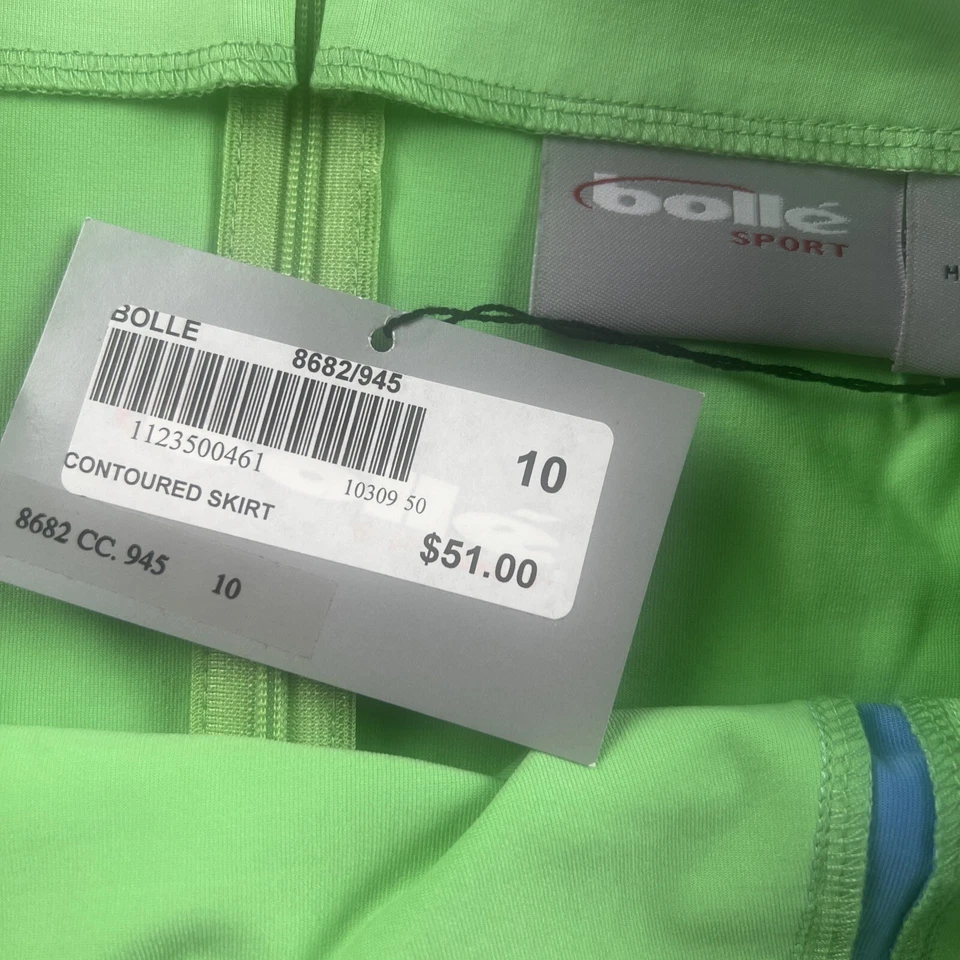 bollé
SPORT
M
BOLLE
8682/945
1123500461
10309 50
10
CONTOURED SKIRT
$51.00
8682 CC. 945 10